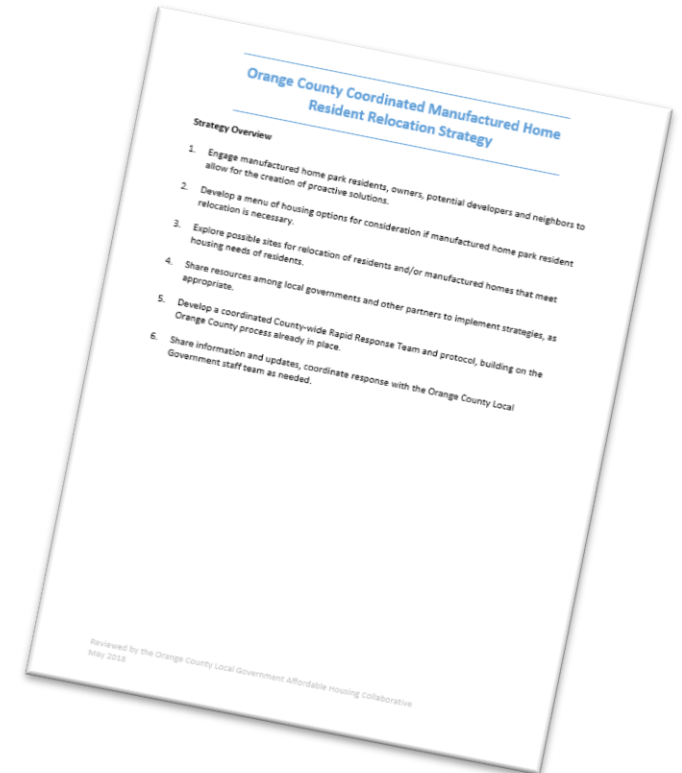 Orange County Coordinated Manufactured Home
Resident Relocation Strategy
Strategy Overview
1. Engage manufactured home park residents, owners, potential developers and neighbors to
allow for the creation of proactive solutions.
2. Develop a menu of housing options for consideration if manufactured home park resident
relocation is necessary.
3. Explore possible sites for relocation of residents and/or manufactured homes that meet
housing needs of residents.
4. Share resources among local governments and other partners to implement strategies, as
appropriate.
5. Develop a coordinated County-wide Rapid Response Team and protocol, building on the
Orange County process already in place.
6. Share information and updates, coordinate response with the Orange County Local
Government staff team as needed.
Reviewed by the Orange County Local Government Affordable Housing Collaborative
May 2018